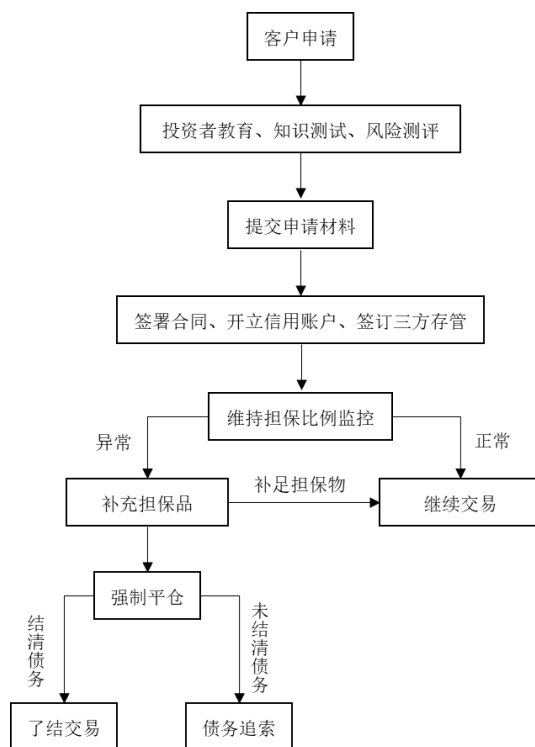 客户申请
投资者教育、知识测试、风险测评
提交申请材料
签署合同、开立信用账户、签订三方存管
维持担保比例监控
异常
正常
补充担保品
补足担保物
继续交易
强制平仓
结清债务
未结清债务
了结交易
债务追索